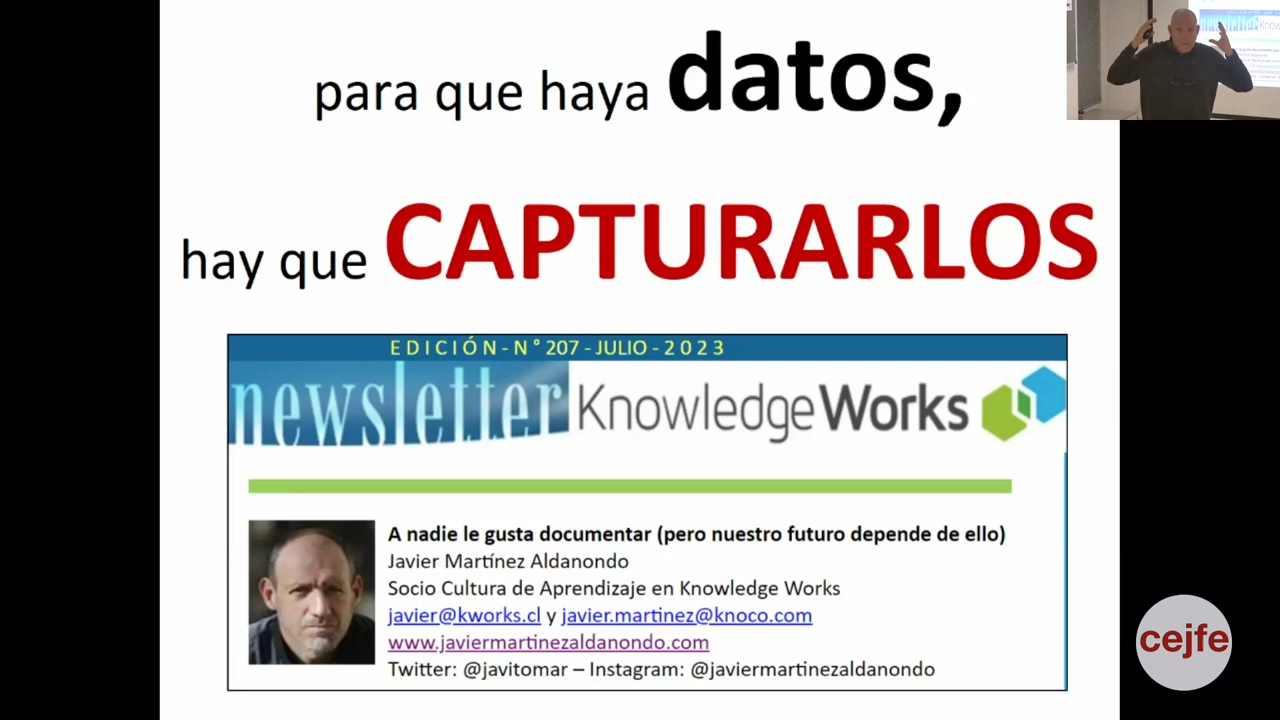 para que haya datos,
hay que CAPTURARLOS
EDICIÓN - N° 207 - JULIO - 2023
newsletter KnowledgeWorks
A nadie le gusta documentar (pero nuestro futuro depende de ello)
Javier Martínez Aldanondo
Socio Cultura de Aprendizaje en Knowledge Works
javier@kworks.cl y javier.martinez@knoco.com
www.javiermartinezaldanondo.com
Twitter: @javitomar – Instagram: @javiermartinezaldanondo
cejfe